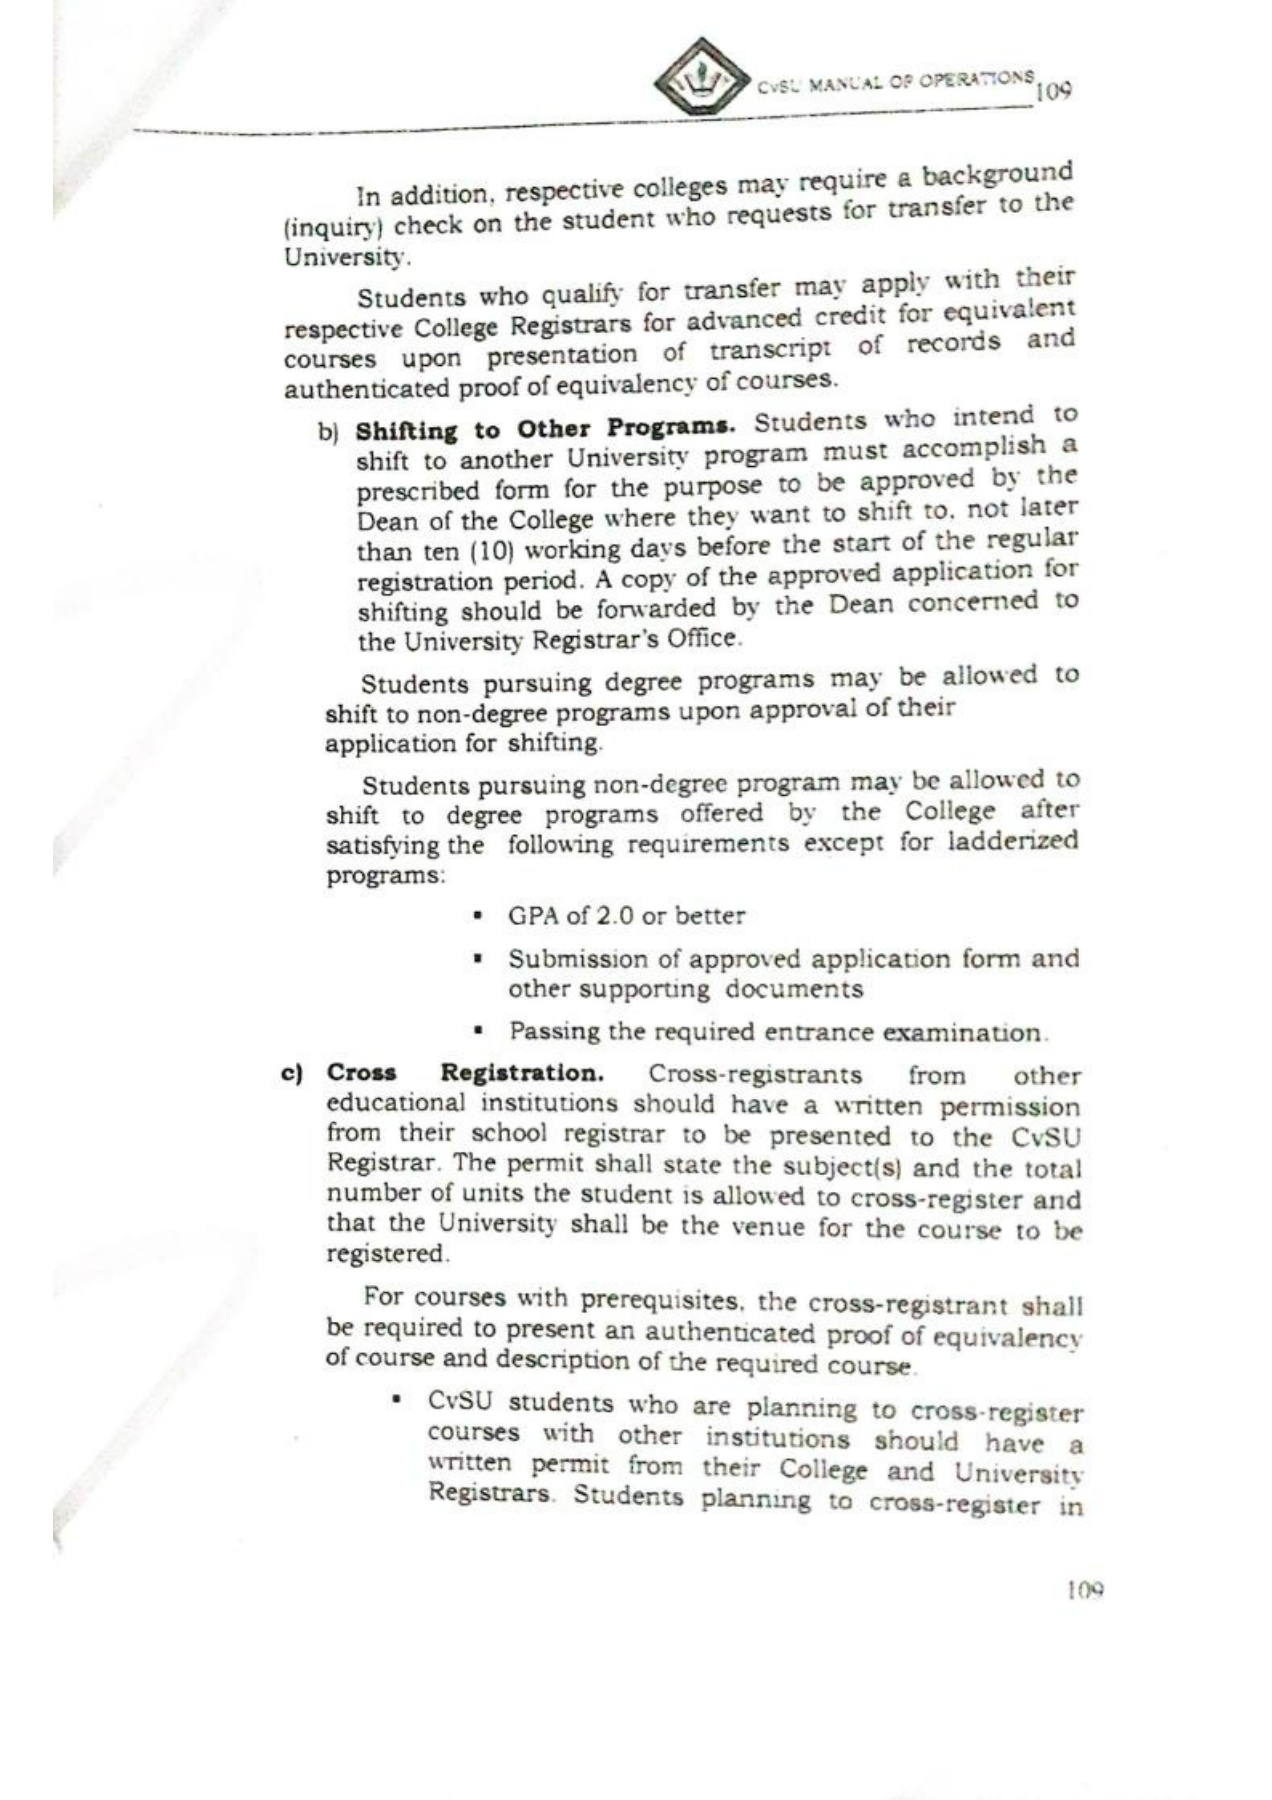 CvSU MANUAL OF OPERATIONS 109
In addition, respective colleges may require a background
(inquiry) check on the student who requests for transfer to the
University.
Students who qualify for transfer may apply with their
respective College Registrars for advanced credit for equivalent
courses upon presentation of transcript of records and
authenticated proof of equivalency of courses.
b) Shifting to Other Programs. Students who intend to
shift to another University program must accomplish a
prescribed form for the purpose to be approved by the
Dean of the College where they want to shift to, not later
than ten (10) working days before the start of the regular
registration period. A copy of the approved application for
shifting should be forwarded by the Dean concerned to
the University Registrar's Office.
Students pursuing degree programs may be allowed to
shift to non-degree programs upon approval of their
application for shifting.
Students pursuing non-degree program may be allowed to
shift to degree programs offered by the College after
satisfying the following requirements except for ladderized
programs:
▪ GPA of 2.0 or better
▪ Submission of approved application form and
other supporting documents
▪ Passing the required entrance examination.
c) Cross Registration. Cross-registrants from other
educational institutions should have a written permission
from their school registrar to be presented to the CvSU
Registrar. The permit shall state the subject(s) and the total
number of units the student is allowed to cross-register and
that the University shall be the venue for the course to be
registered.
For courses with prerequisites, the cross-registrant shall
be required to present an authenticated proof of equivalency
of course and description of the required course.
▪ CvSU students who are planning to cross-register
courses with other institutions should have a
written permit from their College and University
Registrars. Students planning to cross-register in
109